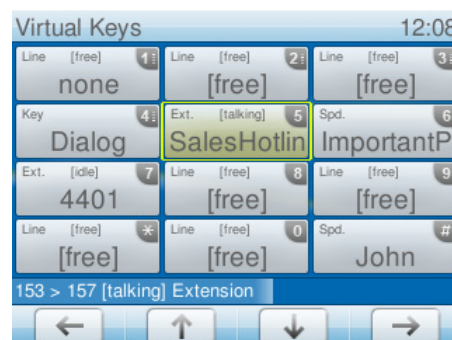 Virtual Keys 12:08
Line [free] 1 Line [free] 2 Line [free] 3
none [free] [free]
Key 4 Ext. [talking] 5 Spd. 6
Dialog SalesHotlin ImportantP
Ext. [idle] 7 Line [free] 8 Line [free] 9
4401 [free] [free]
Line [free] * Line [free] 0 Spd. #
[free] [free] John
153 > 157 [talking] Extension
← ↑ ↓ →